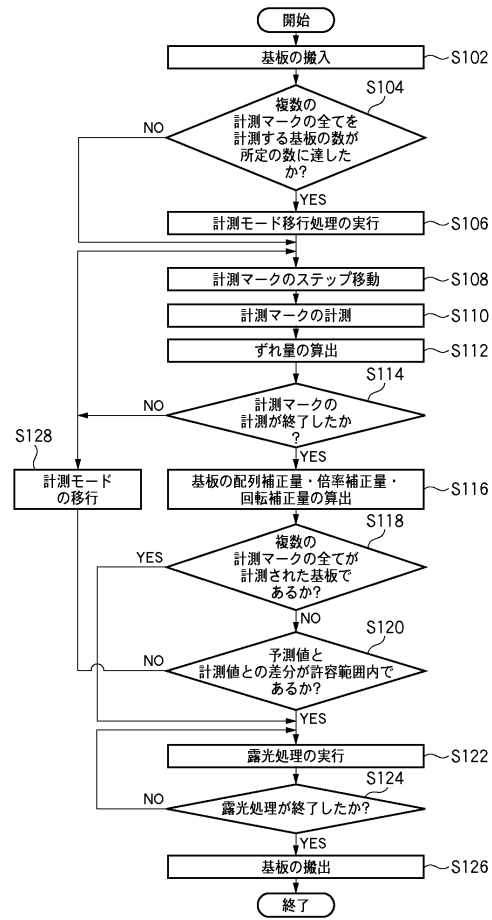 開始
基板の搬入
S102
S104
複数の
計測マークの全てを
計測する基板の数が
所定の数に達した
か?
NO
YES
計測モード移行処理の実行
S106
計測マークのステップ移動
S108
計測マークの計測
S110
ずれ量の算出
S112
S114
計測マークの
計測が終了したか
?
NO
YES
S128
計測モード
の移行
基板の配列補正量・倍率補正量・
回転補正量の算出
S116
S118
複数の
計測マークの全てが
計測された基板で
あるか?
YES
NO
S120
予測値と
計測値との差分が許容範囲内で
あるか?
NO
YES
露光処理の実行
S122
S124
露光処理が終了したか?
NO
YES
基板の搬出
S126
終了